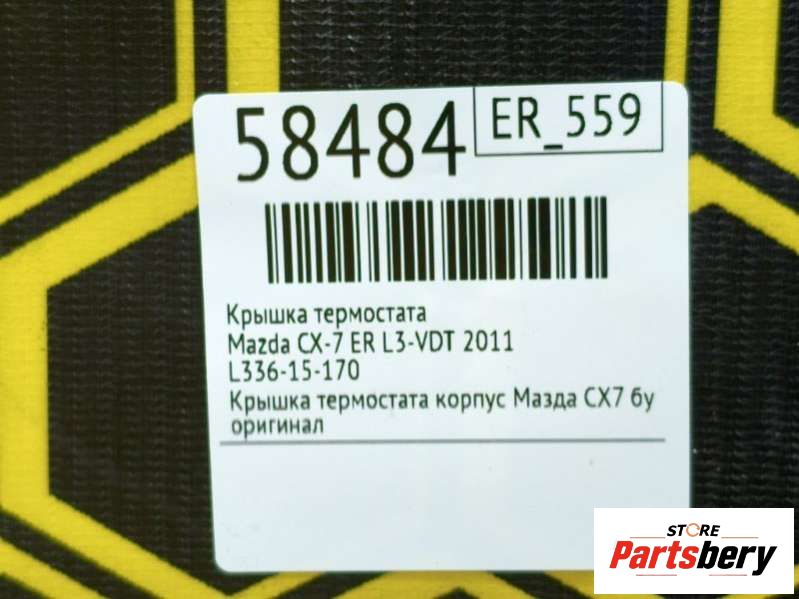 58484
ER_559
Крышка термостата
Mazda CX-7 ER L3-VDT 2011
L336-15-170
Крышка термостата корпус Мазда СХ7 бу
оригинал
STORE
Partsbery